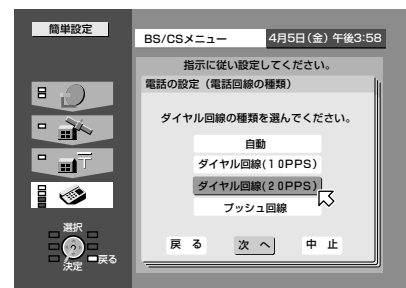 簡単設定
BS/CSメニュー
4月5日(金)午後3:58
指示に従い設定してください。
電話の設定(電話回線の種類)
ダイヤル回線の種類を選んでください。
自動
ダイヤル回線(10PPS)
ダイヤル回線(20PPS)
プッシュ回線
戻 る 次 へ 中 止
選択
戻る
決定